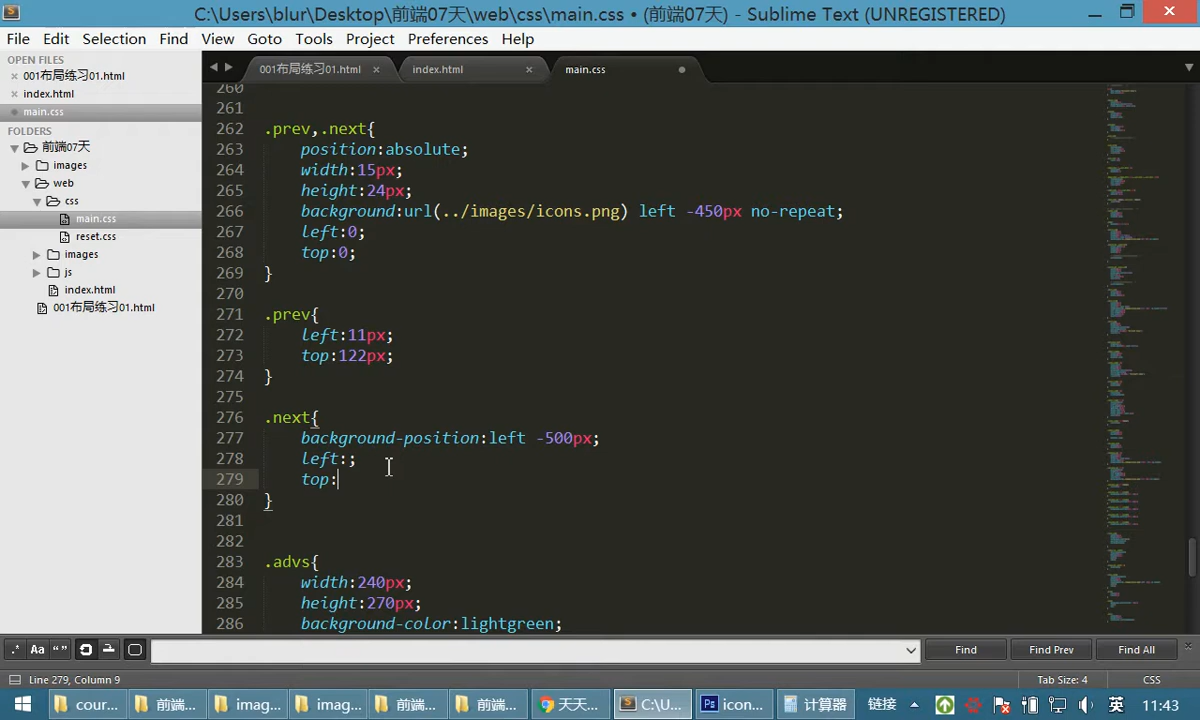 C:\Users\blur\Desktop\前端07天\web\css\main.css • (前端07天) - Sublime Text (UNREGISTERED)
File Edit Selection Find View Goto Tools Project Preferences Help
OPEN FILES
001布局练习01.html
index.html
main.css
FOLDERS
前端07天
images
web
css
main.css
reset.css
images
js
index.html
001布局练习01.html
001布局练习01.html index.html main.css
260
261
262 .prev,.next{
263 position:absolute;
264 width:15px;
265 height:24px;
266 background:url(../images/icons.png) left -450px no-repeat;
267 left:0;
268 top:0;
269 }
270
271 .prev{
272 left:11px;
273 top:122px;
274 }
275
276 .next{
277 background-position:left -500px;
278 left:;
279 top:
280 }
281
282
283 .advs{
284 width:240px;
285 height:270px;
286 background-color:lightgreen;
.* Aa “” Find Find Prev Find All
Line 279, Column 9 Tab Size: 4 CSS
cour... 前端... imag... imag... 前端... 前端... 天天... C:\U... icon... 计算器 链接 英 11:43